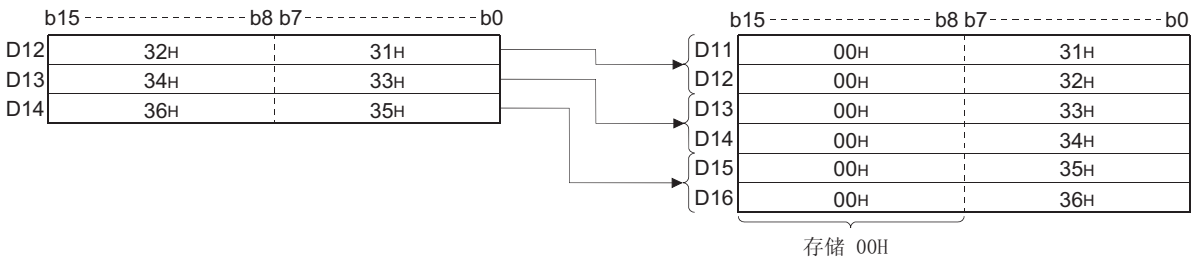 b15 b8 b7 b0
D12 32H 31H
D13 34H 33H
D14 36H 35H
b15 b8 b7 b0
D11 00H 31H
D12 00H 32H
D13 00H 33H
D14 00H 34H
D15 00H 35H
D16 00H 36H
存储 00H